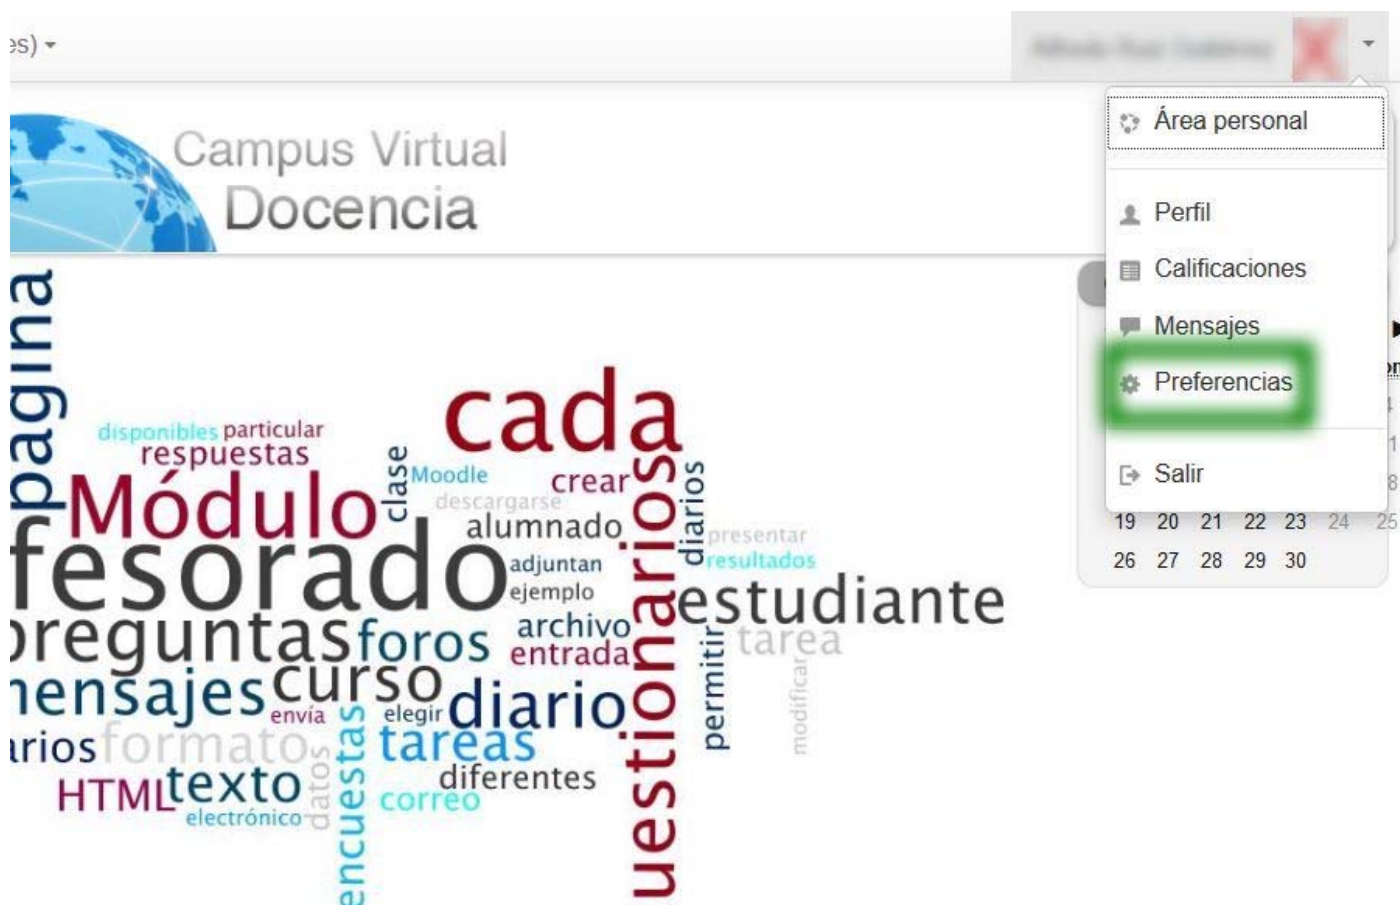 es)
Campus Virtual
Docencia
Área personal
Perfil
Calificaciones
Mensajes
Preferencias
Salir
19 20 21 22 23 24 25
26 27 28 29 30
pagina
cada
disponibles particular
respuestas
clase
Moodle
crear
descargarse
Módulo
alumnado
diarios
presentar
fesorado
adjuntan
resultados
ejemplo
estudiante
preguntas
foros
archivo
entrada
uestionarios
permitir
tarea
modificar
mensajes
curso
envía
elegir
diario
arios
formatos
encuestas
tareas
HTML
texto
datos
diferentes
correo
electrónico